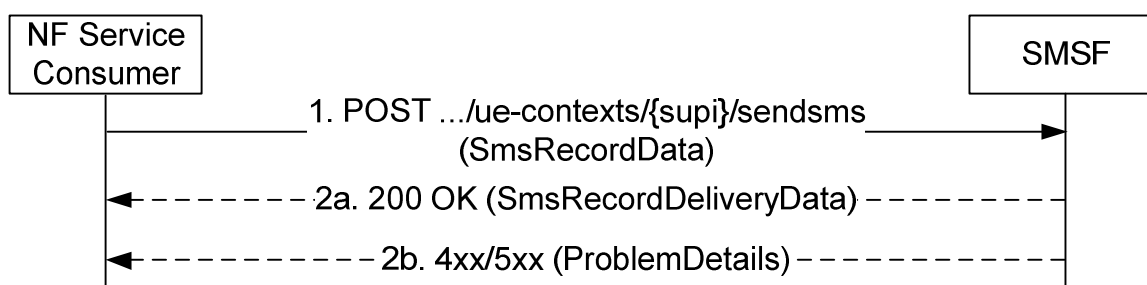 NF Service
Consumer
SMSF
1. POST .../ue-contexts/{supi}/sendsms
(SmsRecordData)
2a. 200 OK (SmsRecordDeliveryData)
2b. 4xx/5xx (ProblemDetails)